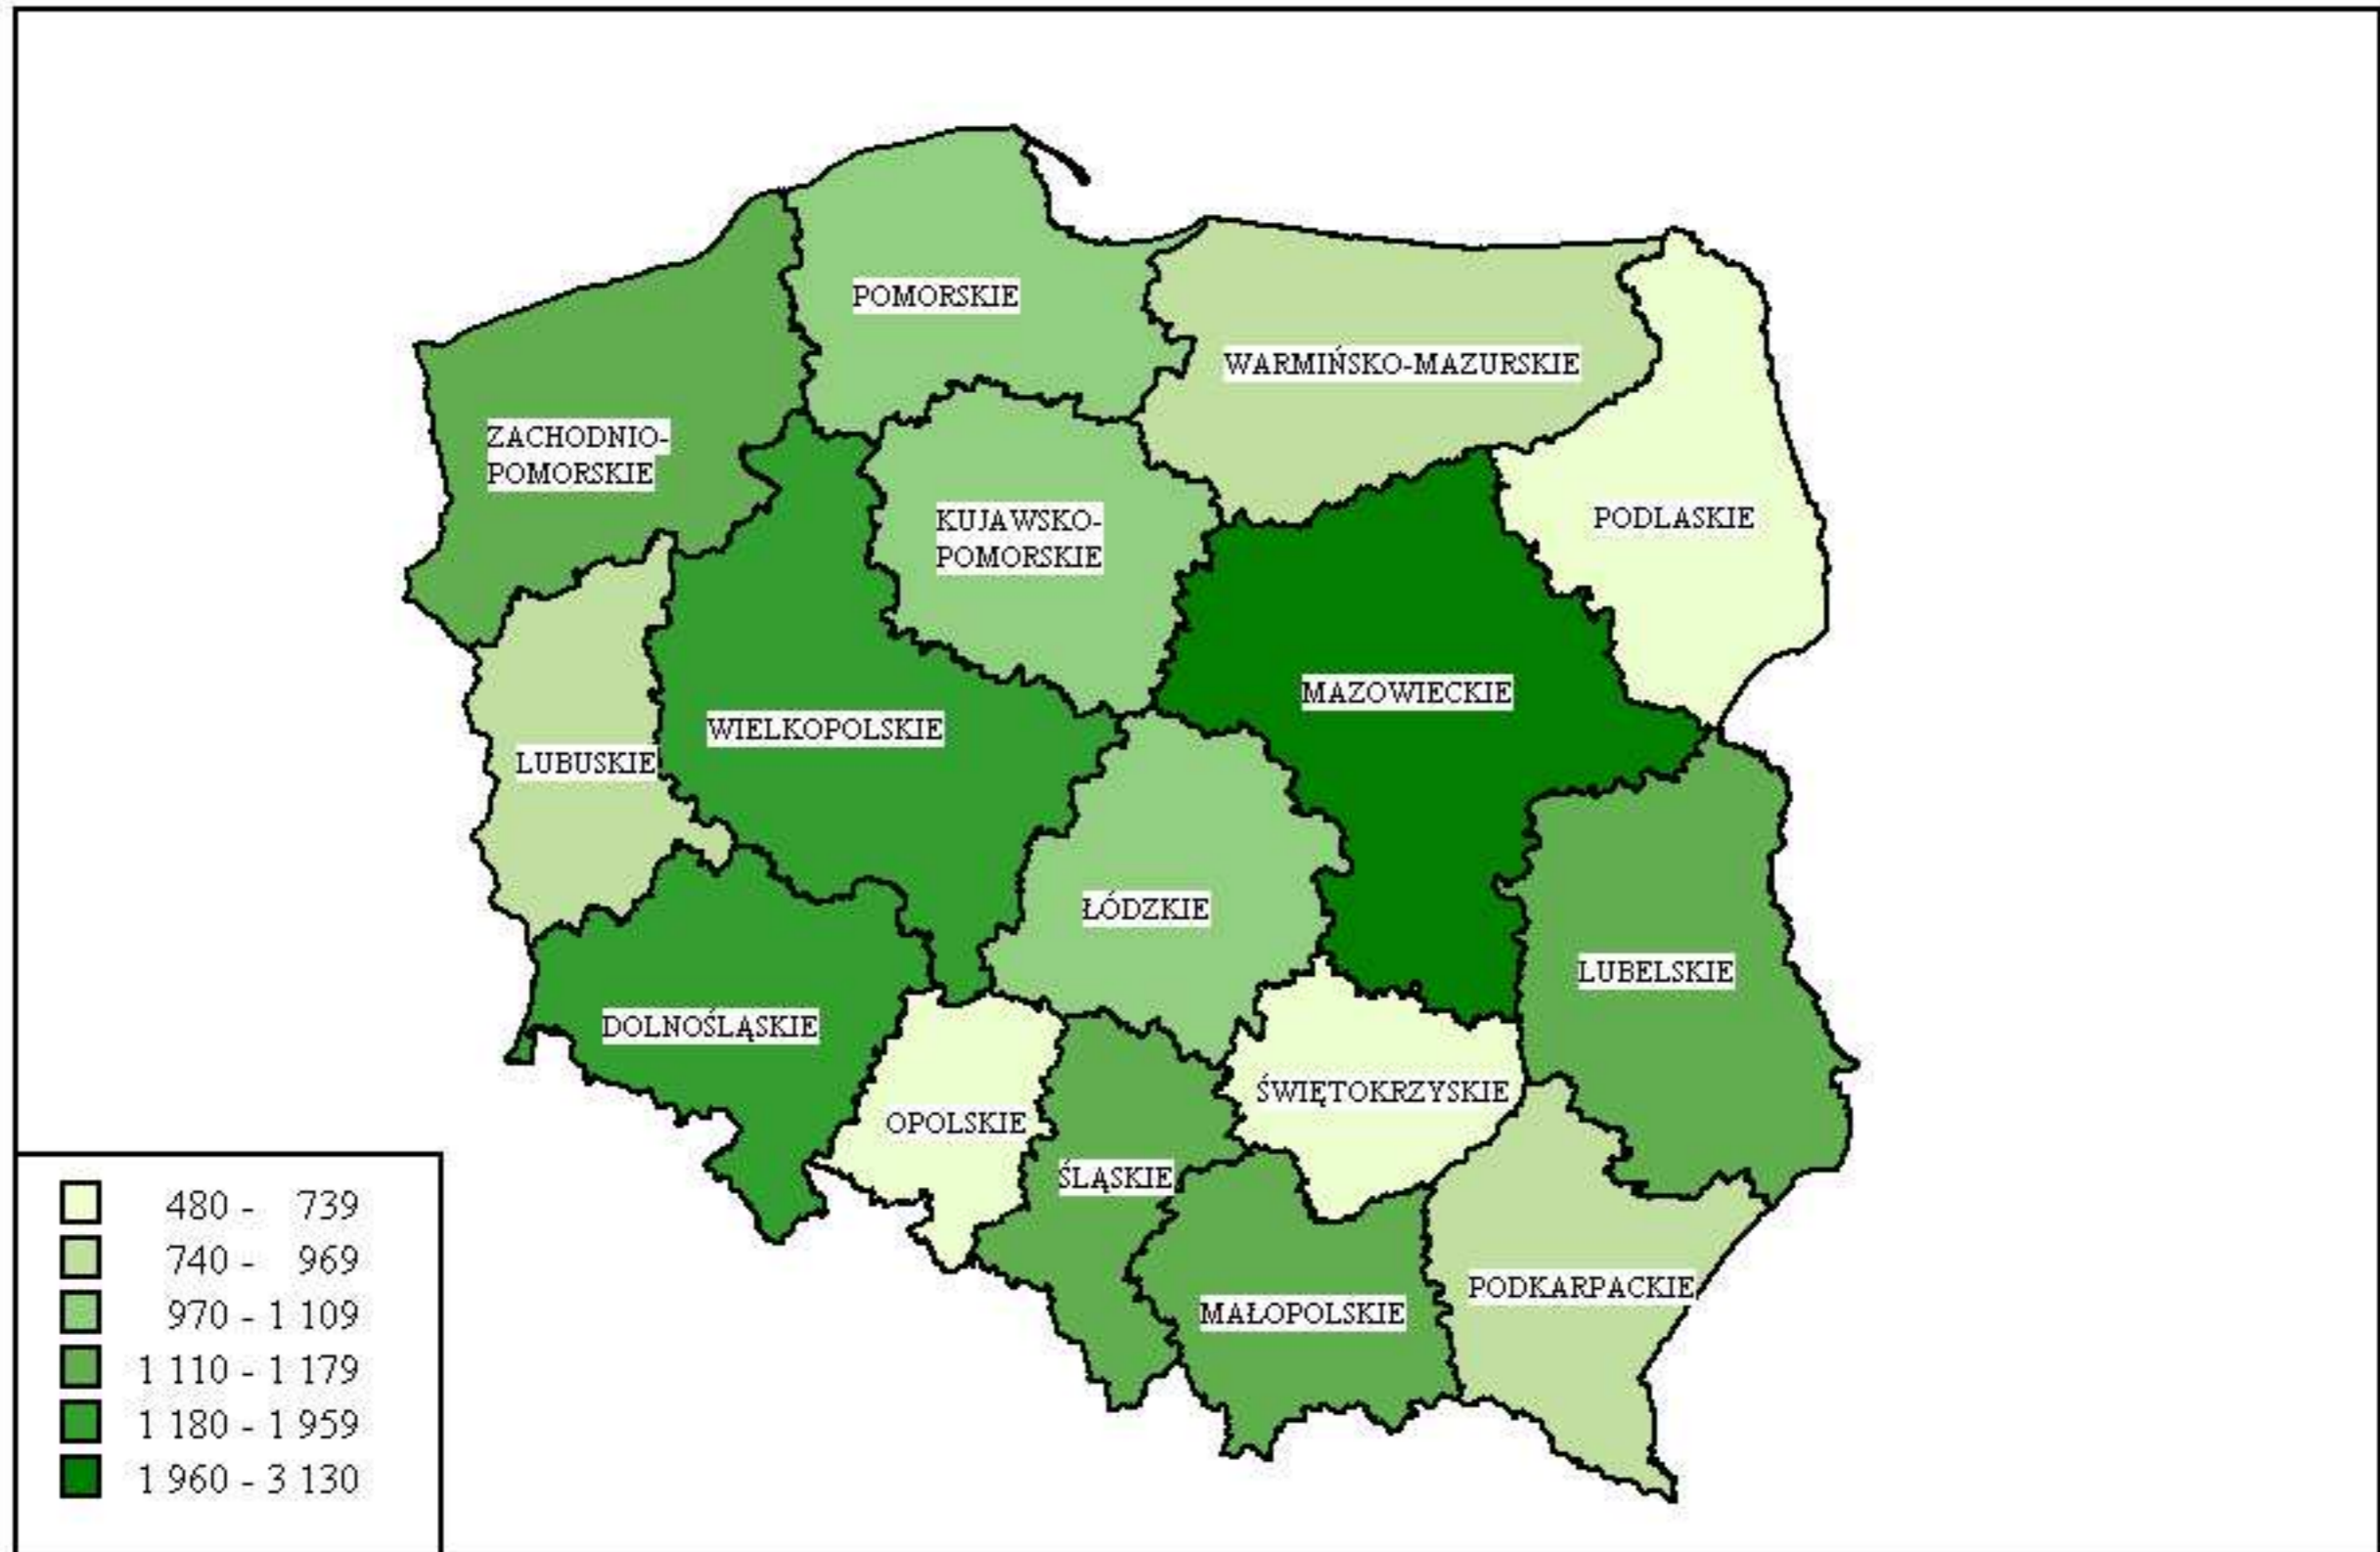 POMORSKIE
WARMIŃSKO-MAZURSKIE
ZACHODNIO-
POMORSKIE
KUJAWSKO-
POMORSKIE
PODLASKIE
MAZOWIECKIE
WIELKOPOLSKIE
LUBUSKIE
ŁÓDZKIE
LUBELSKIE
DOLNOŚLĄSKIE
ŚWIĘTOKRZYSKIE
OPOLSKIE
ŚLĄSKIE
PODKARPACKIE
MAŁOPOLSKIE
480 - 739
740 - 969
970 - 1 109
1 110 - 1 179
1 180 - 1 959
1 960 - 3 130